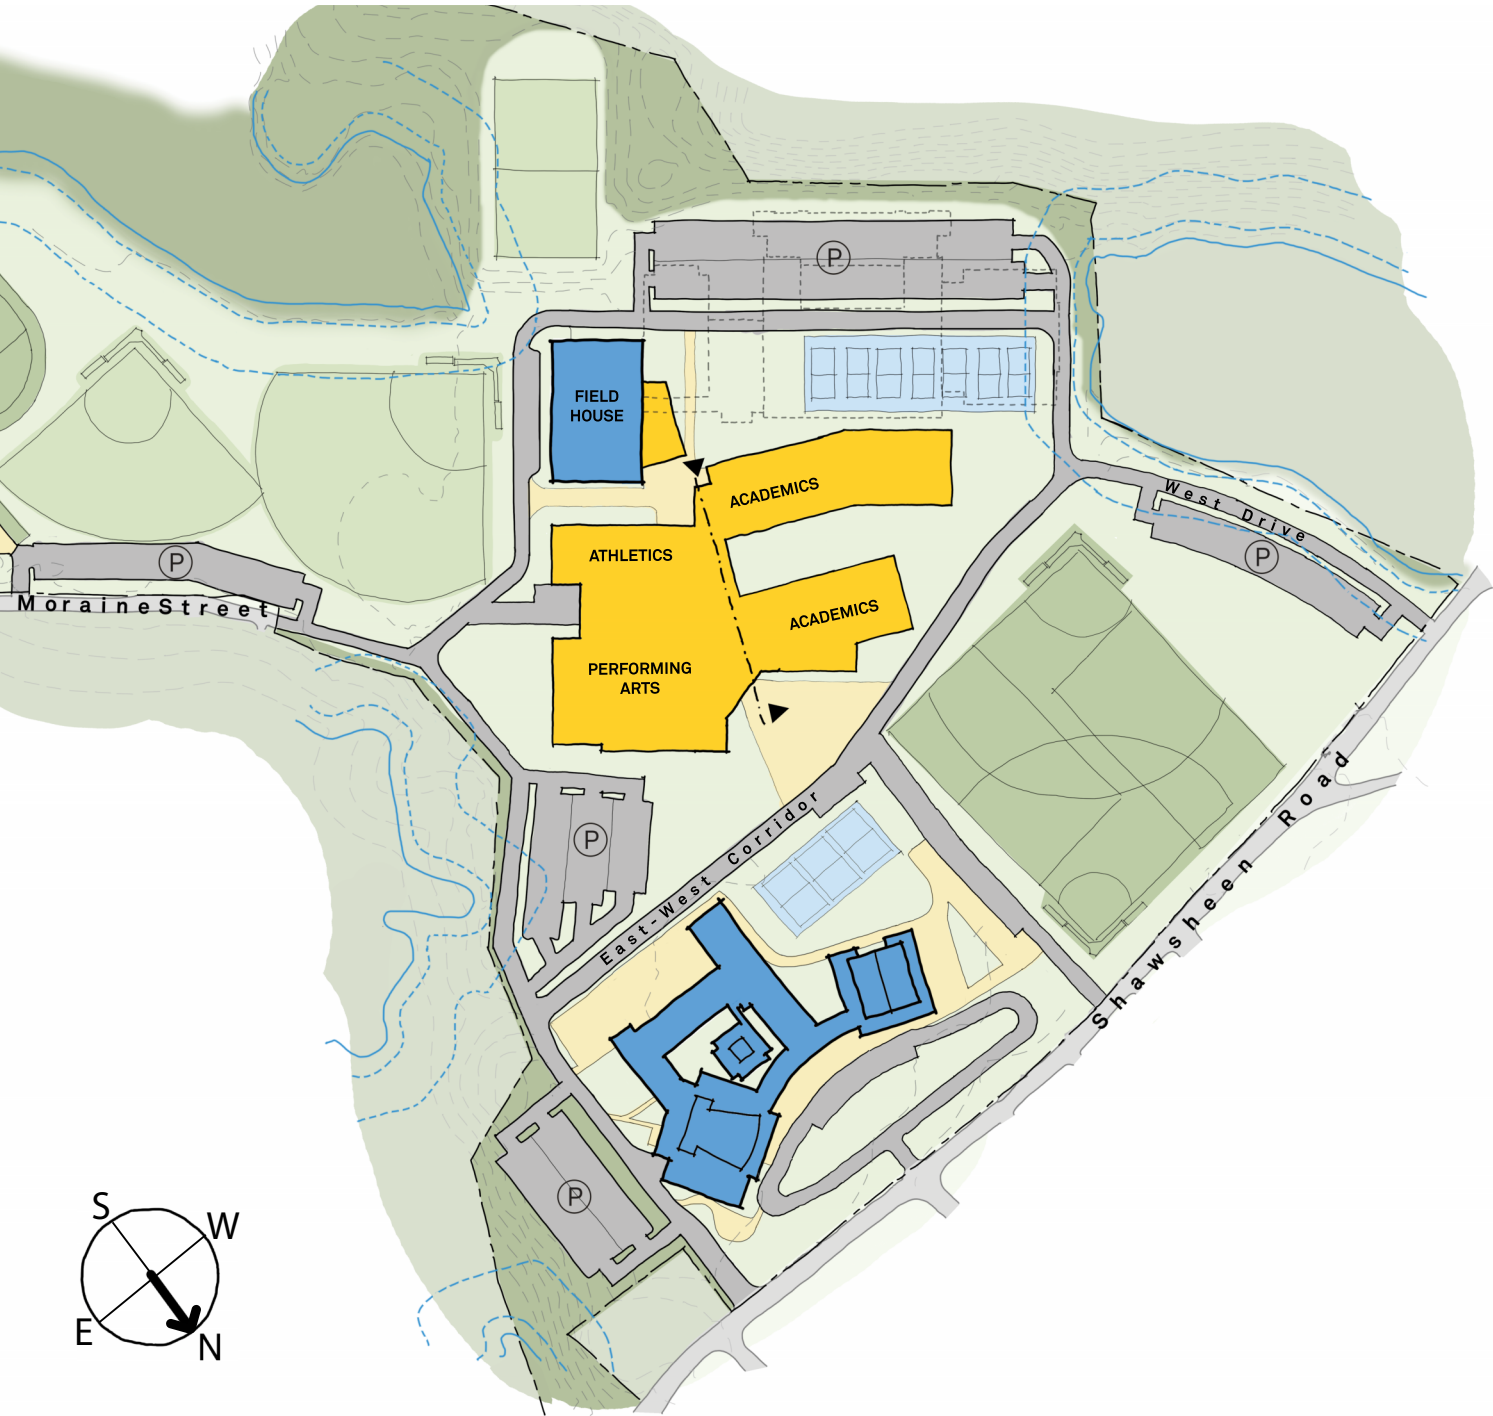 P
FIELD
HOUSE
ACADEMICS
West Drive
ATHLETICS
P
P
MoraineStreet
ACADEMICS
PERFORMING
ARTS
P
East-West Corridor
Shawsheen Road
P
S
W
E
N